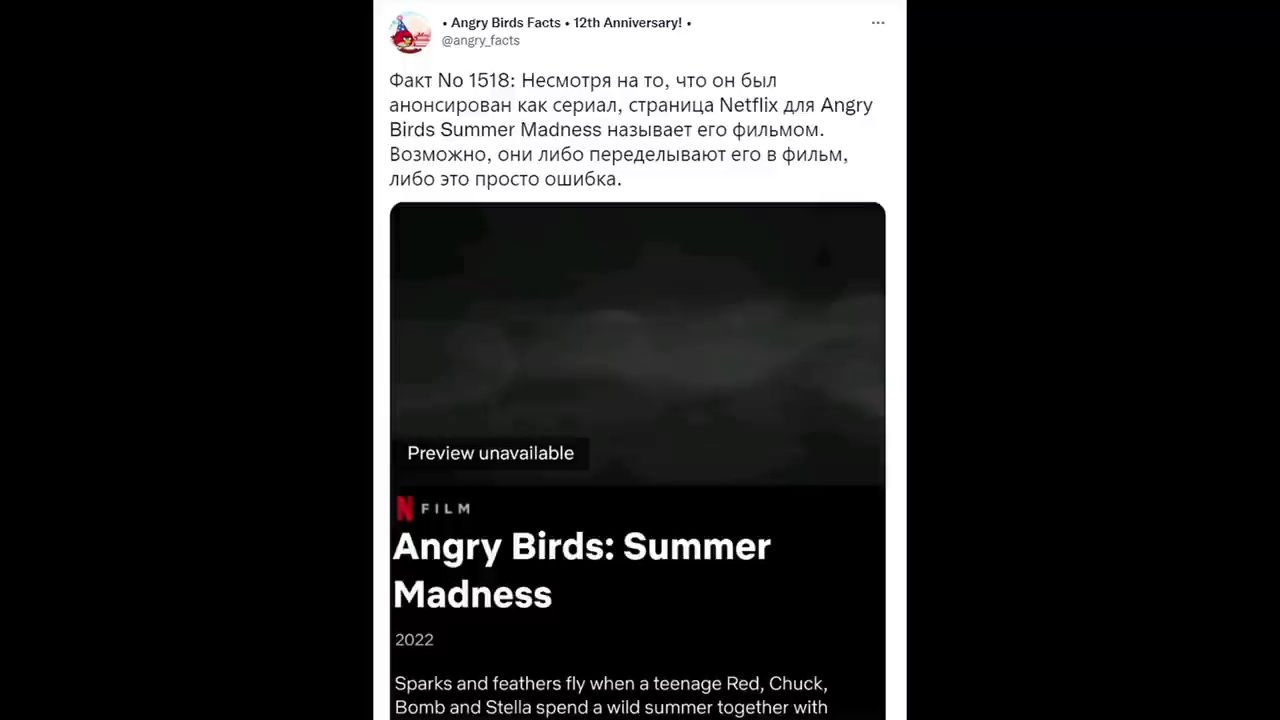 • Angry Birds Facts • 12th Anniversary! •
@angry_facts
Факт No 1518: Несмотря на то, что он был
анонсирован как сериал, страница Netflix для Angry
Birds Summer Madness называет его фильмом.
Возможно, они либо переделывают его в фильм,
либо это просто ошибка.
Preview unavailable
N FILM
Angry Birds: Summer
Madness
2022
Sparks and feathers fly when a teenage Red, Chuck,
Bomb and Stella spend a wild summer together with